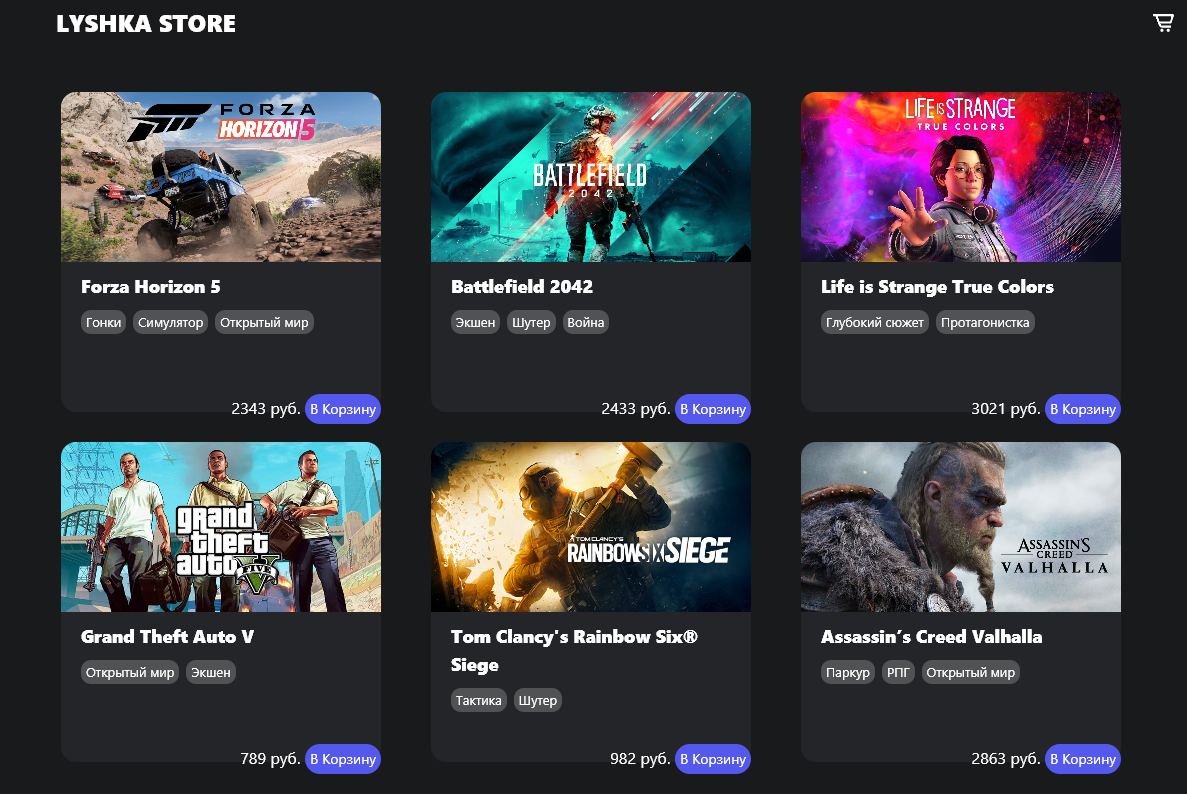 LYSHKA STORE
FORZA
HORIZON 5
Forza Horizon 5
Гонки Симулятор Открытый мир
2343 руб. В Корзину
BATTLEFIELD
2042
Battlefield 2042
Экшен Шутер Война
2433 руб. В Корзину
LIFE IS STRANGE
TRUE COLORS
Life is Strange True Colors
Глубокий сюжет Протагонистка
3021 руб. В Корзину
grand
theft
auto V
FIVE
Grand Theft Auto V
Открытый мир Экшен
789 руб. В Корзину
TOM CLANCY'S
RAINBOW SIX SIEGE
Tom Clancy's Rainbow Six®
Siege
Тактика Шутер
982 руб. В Корзину
ASSASSIN'S
CREED
VALHALLA
Assassin’s Creed Valhalla
Паркур РПГ Открытый мир
2863 руб. В Корзину